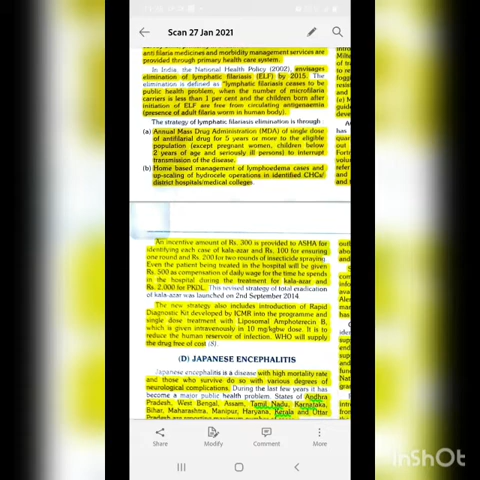 Scan 27 Jan 2021
anti filaria medicines and morbidity management services are
provided through primary health care system.
In India, the National Health Policy (2002), envisages
elimination of lymphatic filariasis (ELF) by 2015. The
elimination is defined as "lymphatic filariasis ceases to be
public health problem, when the number of microfilaria
carriers is less than 1 per cent and the children born after
initiation of ELF are free from circulating antigenaemia
(presence of adult filaria worm in human body).
The strategy of lymphatic filariasis elimination is through :
(a) Annual Mass Drug Administration (MDA) of single dose
of antifilarial drug for 5 years or more to the eligible
population (except pregnant women, children below
2 years of age and seriously ill persons) to interrupt
transmission of the disease.
(b) Home based management of lymphoedema cases and
up-scaling of hydrocele operations in identified CHCs/
district hospitals/medical colleges.
An incentive amount of Rs. 300 is provided to ASHA for
identifying each case of kala-azar and Rs. 100 for ensuring
one round and Rs. 200 for two rounds of insecticide spraying.
Even the patient being treated in the hospital will be given
Rs. 500 as compensation of daily wage for the time he spends
in the hospital during the treatment for kala-azar and
Rs. 2,000 for PKDL. This revised strategy of total eradication
of kala-azar was launched on 2nd September 2014.
The new strategy also includes introduction of Rapid
Diagnostic Kit developed by ICMR into the programme and
single dose treatment with Liposomal Amphoterecin B,
which is given intravenously in 10 mg/kgbw dose. It is to
reduce the human reservoir of infection. WHO will supply
the drug free of cost (8).
(D) JAPANESE ENCEPHALITIS
Japanese encephalitis is a disease with high mortality rate
and those who survive do so with various degrees of
neurological complications. During the last few years it has
become a major public health problem. States of Andhra
Pradesh, West Bengal, Assam, Tamil Nadu, Karnataka,
Bihar, Maharashtra, Manipur, Haryana, Kerala and Uttar
Pradesh are reporting maximum number of
Share
Modify
Comment
More
InShOt